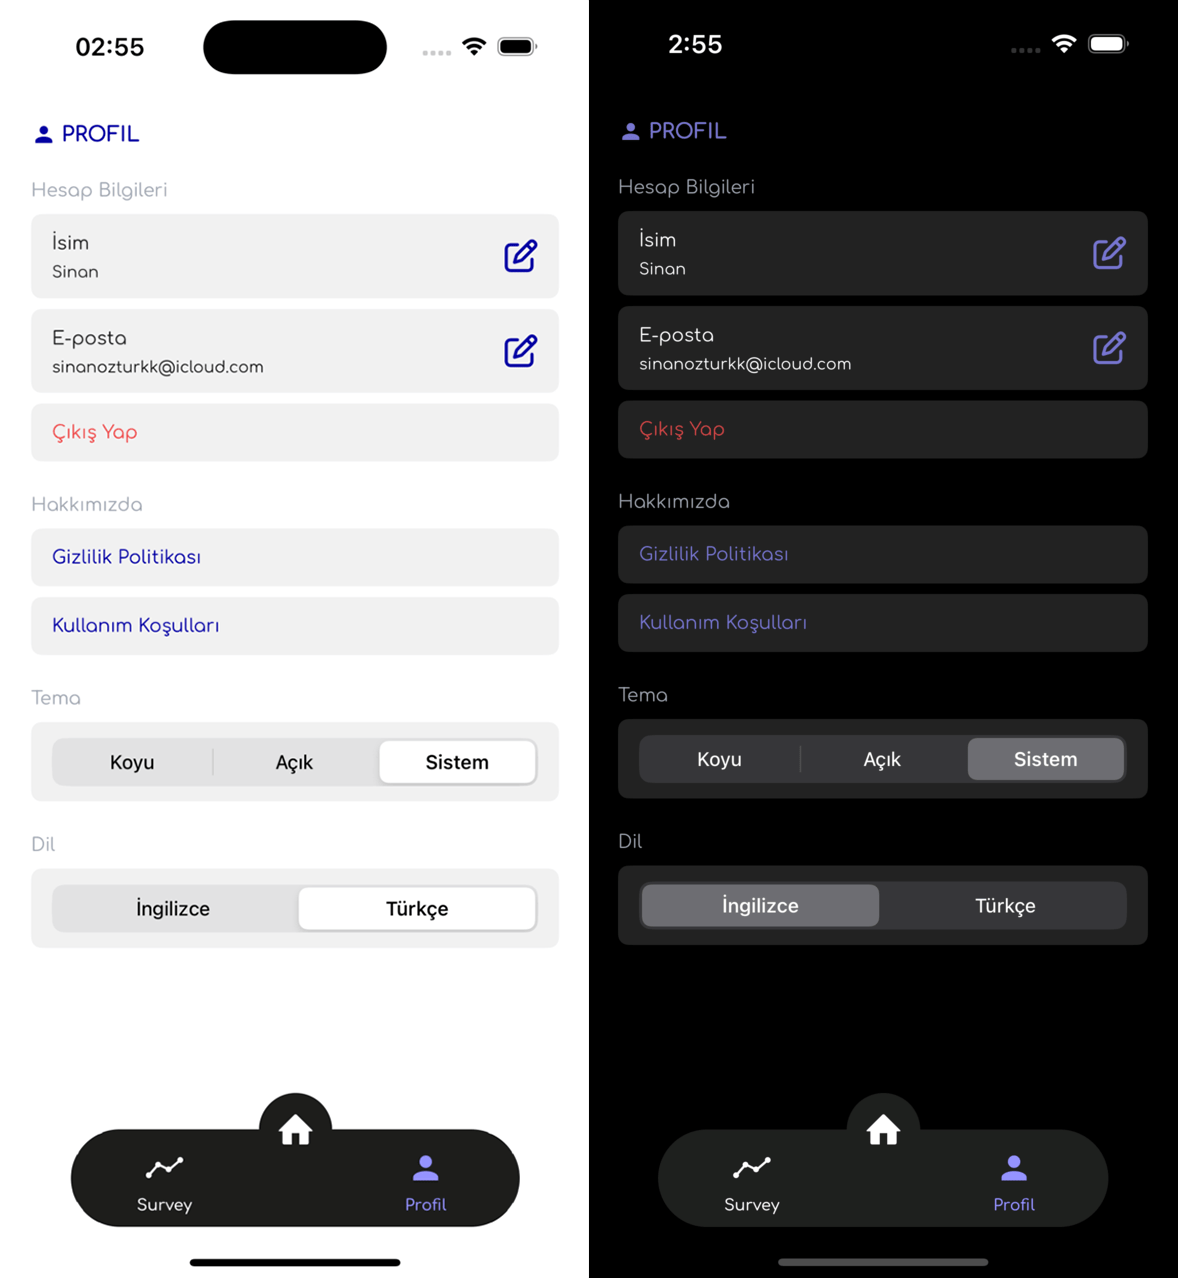 02:55
PROFIL
Hesap Bilgileri
İsim
Sinan
E-posta
sinanozturkk@icloud.com
Çıkış Yap
Hakkımızda
Gizlilik Politikası
Kullanım Koşulları
Tema
Koyu Açık Sistem
Dil
İngilizce Türkçe
Survey Profil
2:55
PROFIL
Hesap Bilgileri
İsim
Sinan
E-posta
sinanozturkk@icloud.com
Çıkış Yap
Hakkımızda
Gizlilik Politikası
Kullanım Koşulları
Tema
Koyu Açık Sistem
Dil
İngilizce Türkçe
Survey Profil